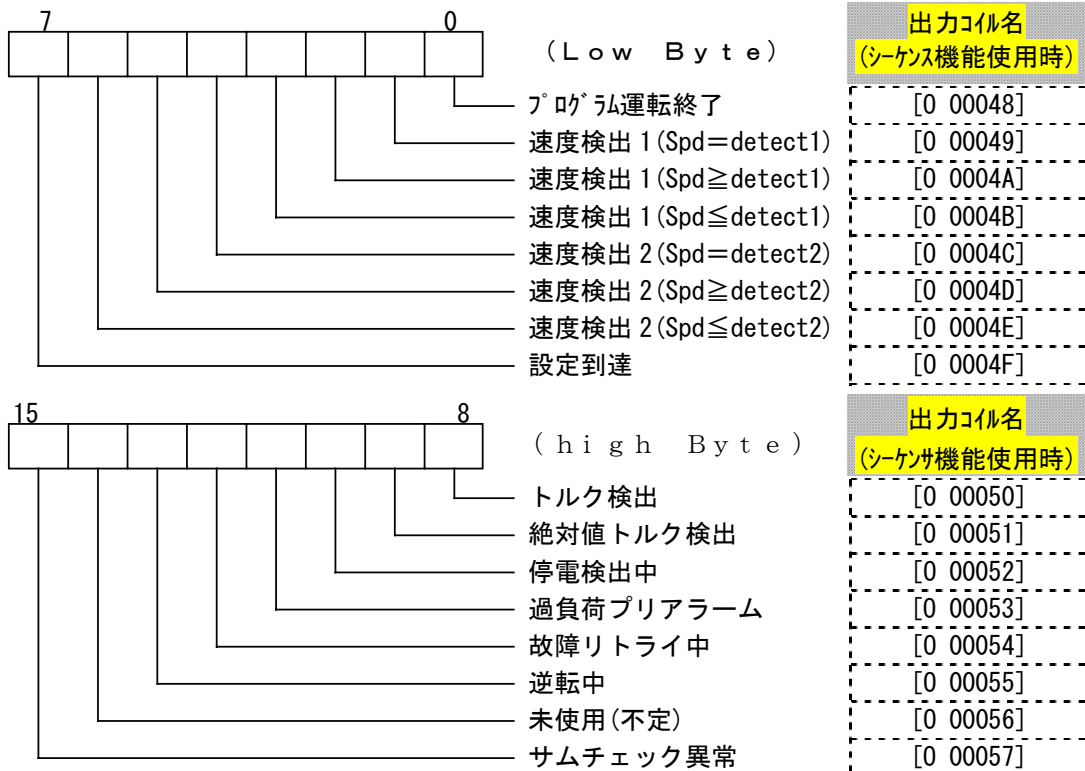 7 0
(Low Byte)
出力ｺｲﾙ名
(ｼｰｹﾝｽ機能使用時)
ﾌﾟﾛｸﾞﾗﾑ運転終了 [0 00048]
速度検出 1(Spd＝detect1) [0 00049]
速度検出 1(Spd≧detect1) [0 0004A]
速度検出 1(Spd≦detect1) [0 0004B]
速度検出 2(Spd＝detect2) [0 0004C]
速度検出 2(Spd≧detect2) [0 0004D]
速度検出 2(Spd≦detect2) [0 0004E]
設定到達 [0 0004F]
15 8
(high Byte)
出力ｺｲﾙ名
(ｼｰｹﾝｻ機能使用時)
トルク検出 [0 00050]
絶対値トルク検出 [0 00051]
停電検出中 [0 00052]
過負荷プリアラーム [0 00053]
故障リトライ中 [0 00054]
逆転中 [0 00055]
未使用(不定) [0 00056]
サムチェック異常 [0 00057]